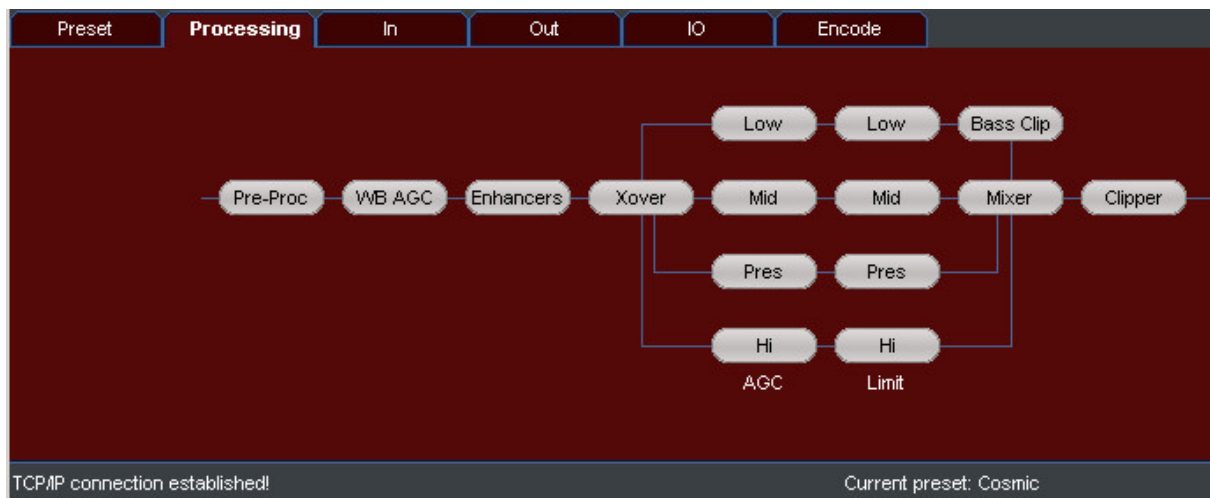 Preset Processing In Out IO Encode
Low Low Bass Clip
Pre-Proc WB AGC Enhancers Xover Mid Mid Mixer Clipper
Pres Pres
Hi Hi
AGC Limit
TCP/IP connection established! Current preset: Cosmic